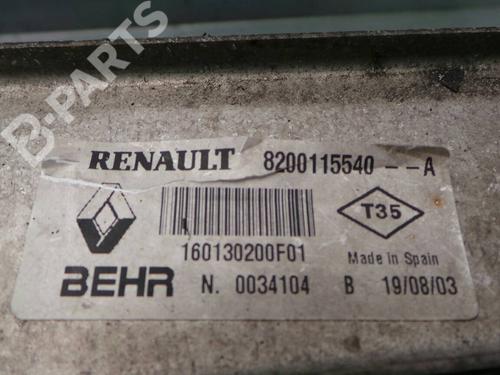 B-PARTS
RENAULT 8200115540--A
T35
160130200F01 Made in Spain
BEHR N. 0034104 B 19/08/03